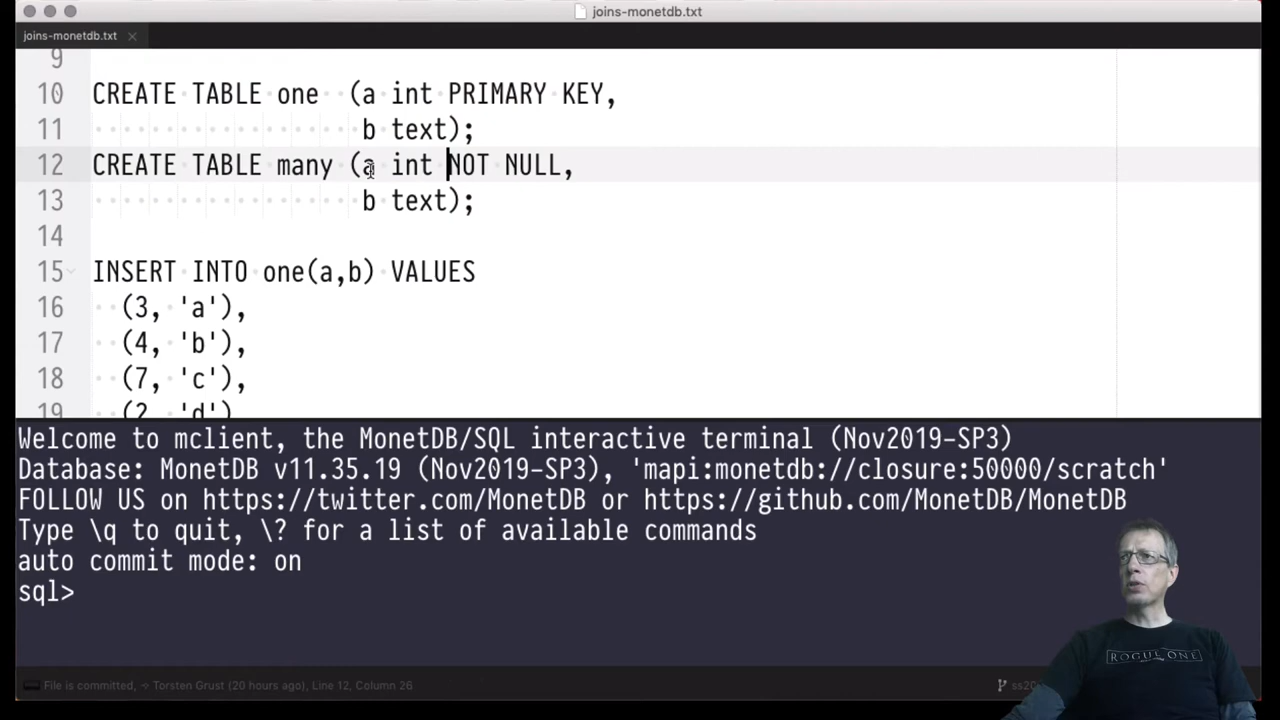 joins-monetdb.txt
joins-monetdb.txt ×
9
10 CREATE TABLE one (a int PRIMARY KEY,
11 b text);
12 CREATE TABLE many (a int NOT NULL,
13 b text);
14
15 INSERT INTO one(a,b) VALUES
16 (3, 'a'),
17 (4, 'b'),
18 (7, 'c'),
19 (2, 'd')
Welcome to mclient, the MonetDB/SQL interactive terminal (Nov2019-SP3)
Database: MonetDB v11.35.19 (Nov2019-SP3), 'mapi:monetdb://closure:50000/scratch'
FOLLOW US on https://twitter.com/MonetDB or https://github.com/MonetDB/MonetDB
Type \q to quit, \? for a list of available commands
auto commit mode: on
sql>
ROGUE ONE
File is committed, Torsten Grust (20 hours ago), Line 12, Column 26